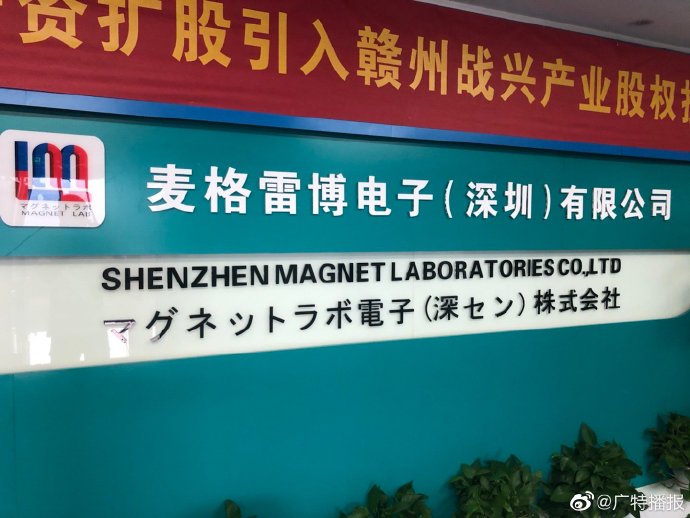 资扩股引入赣州战兴产业股权投
マグネットラボ
MAGNET LAB
麦格雷博电子(深圳)有限公司
SHENZHEN MAGNET LABORATORIES CO.,LTD
マグネットラボ電子(深セン)株式会社
@广特播报